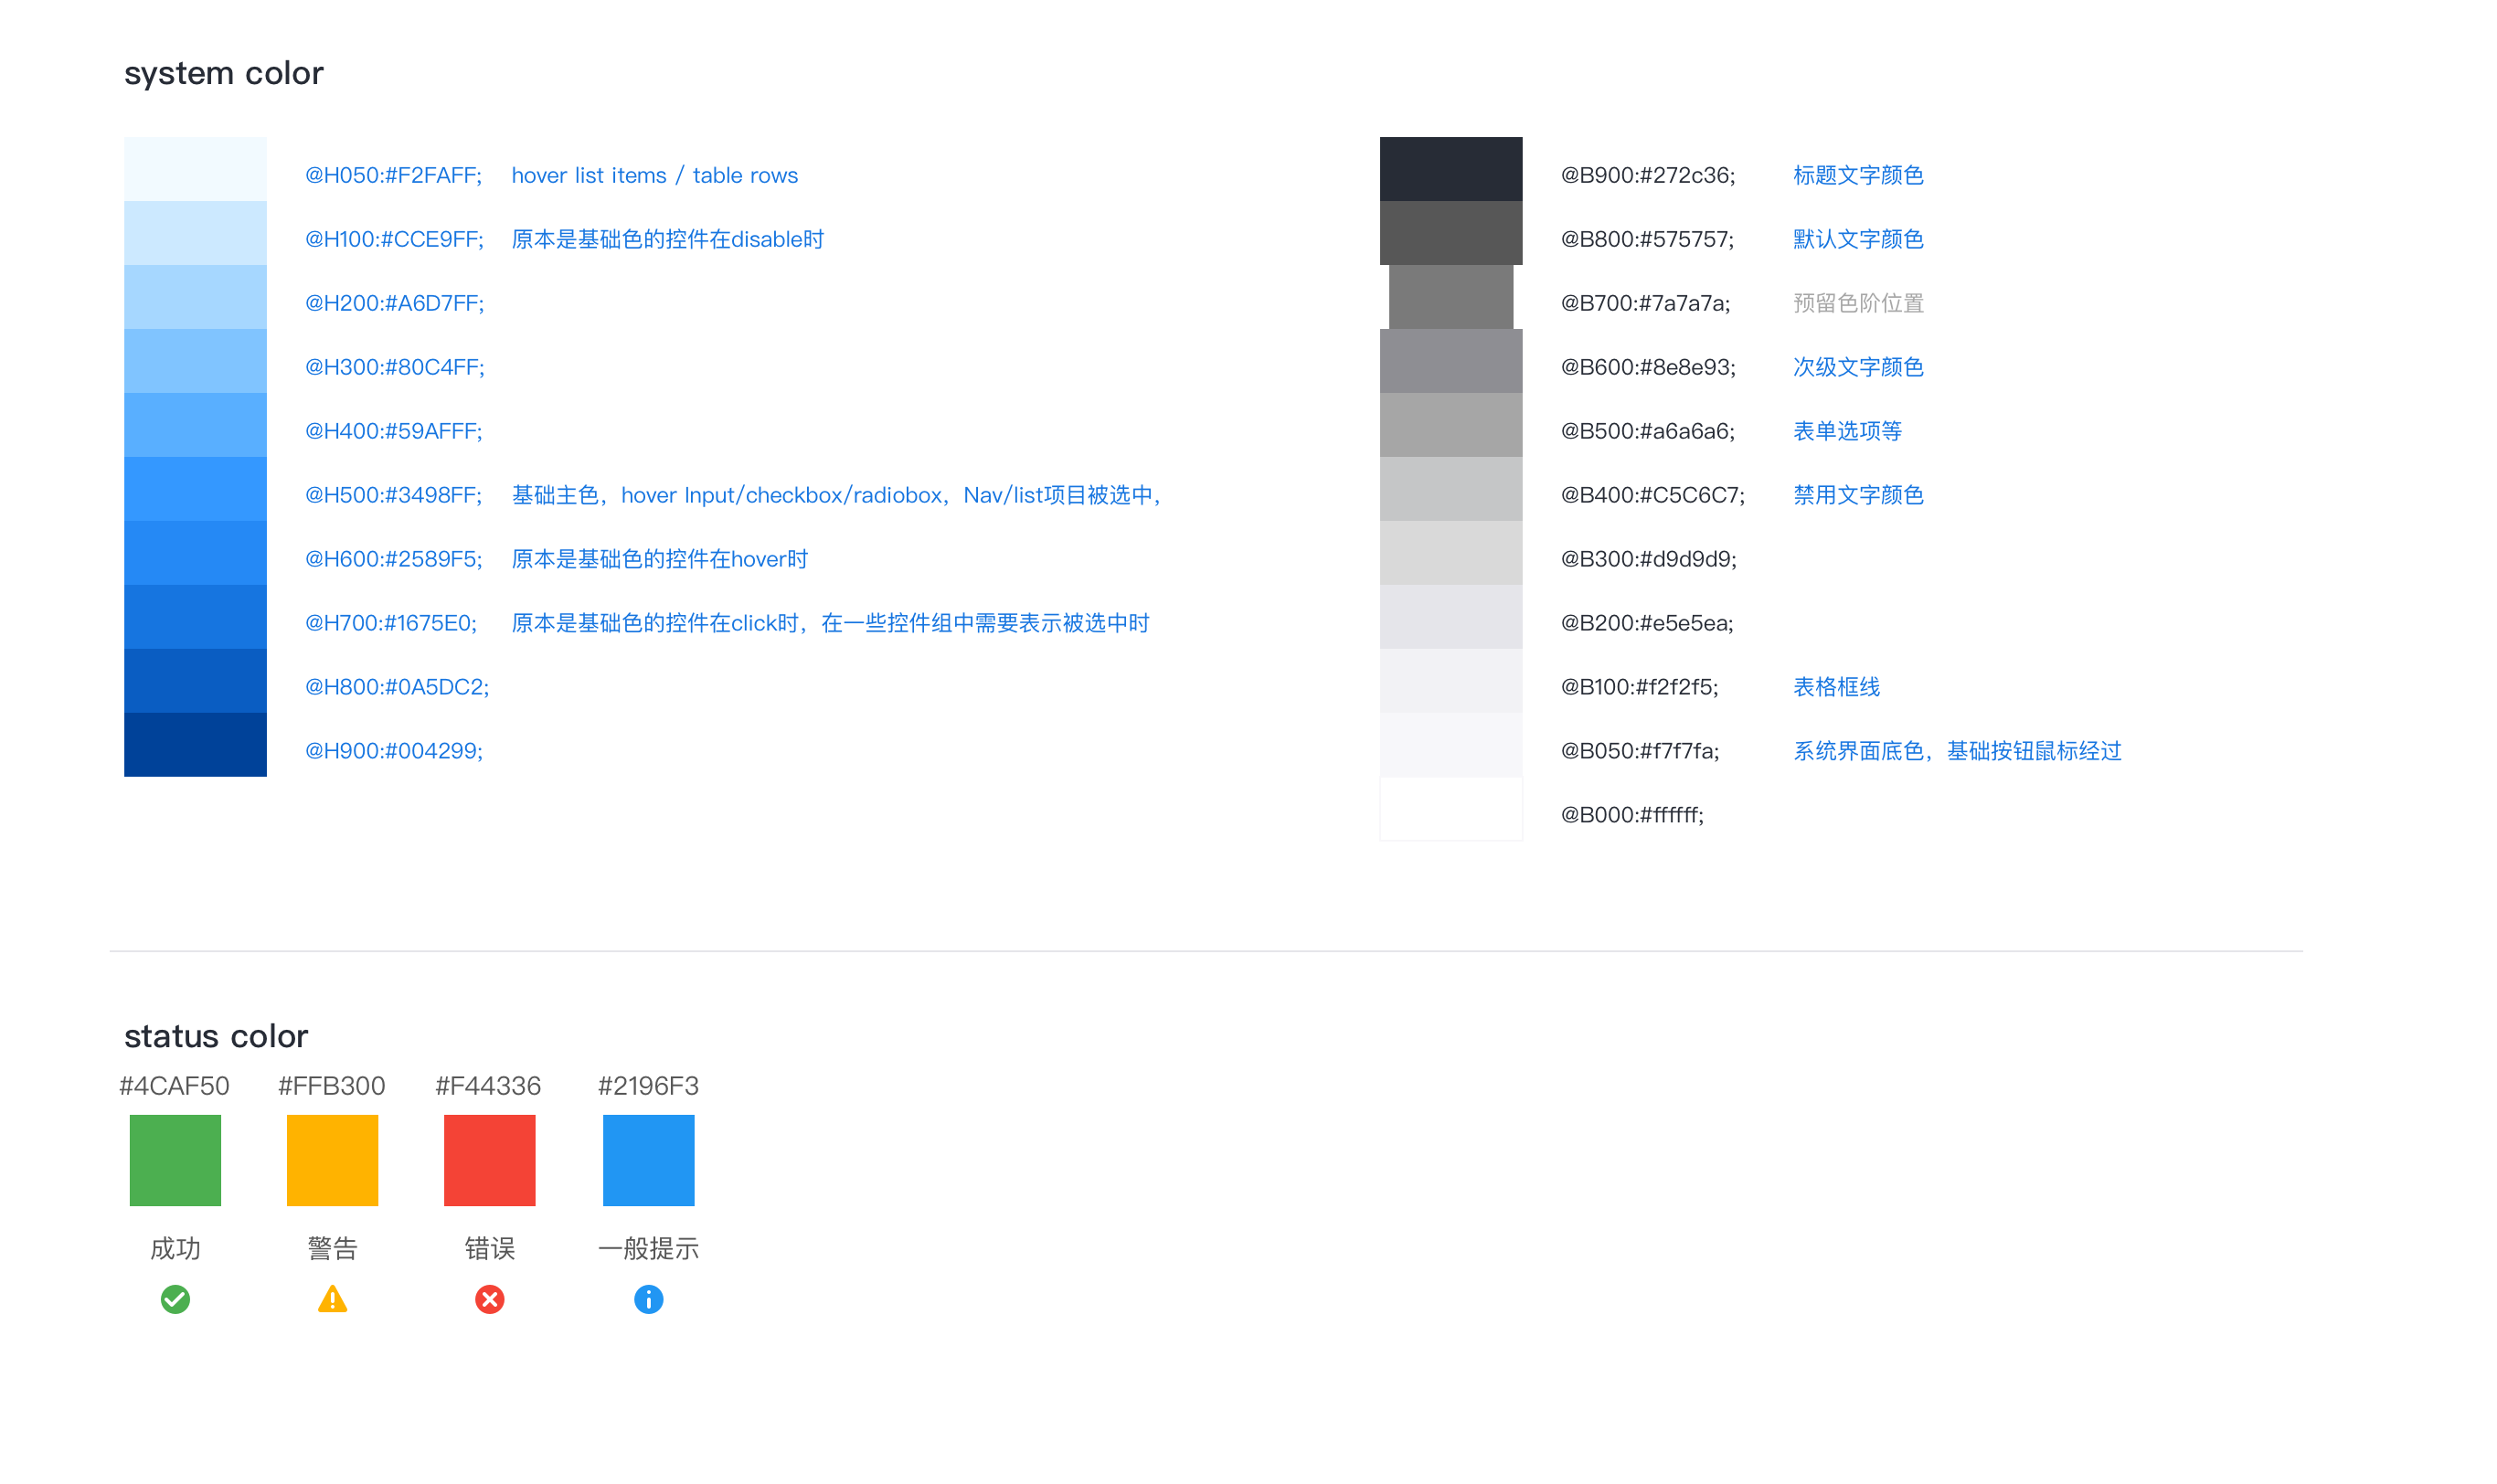 system color
@H050:#F2FAFF; hover list items / table rows
@H100:#CCE9FF; 原本是基础色的控件在disable时
@H200:#A6D7FF;
@H300:#80C4FF;
@H400:#59AFFF;
@H500:#3498FF; 基础主色，hover Input/checkbox/radiobox，Nav/list项目被选中，
@H600:#2589F5; 原本是基础色的控件在hover时
@H700:#1675E0; 原本是基础色的控件在click时，在一些控件组中需要表示被选中时
@H800:#0A5DC2;
@H900:#004299;
@B900:#272c36; 标题文字颜色
@B800:#575757; 默认文字颜色
@B700:#7a7a7a; 预留色阶位置
@B600:#8e8e93; 次级文字颜色
@B500:#a6a6a6; 表单选项等
@B400:#C5C6C7; 禁用文字颜色
@B300:#d9d9d9;
@B200:#e5e5ea;
@B100:#f2f2f5; 表格框线
@B050:#f7f7fa; 系统界面底色，基础按钮鼠标经过
@B000:#ffffff;
status color
#4CAF50 #FFB300 #F44336 #2196F3
成功 警告 错误 一般提示